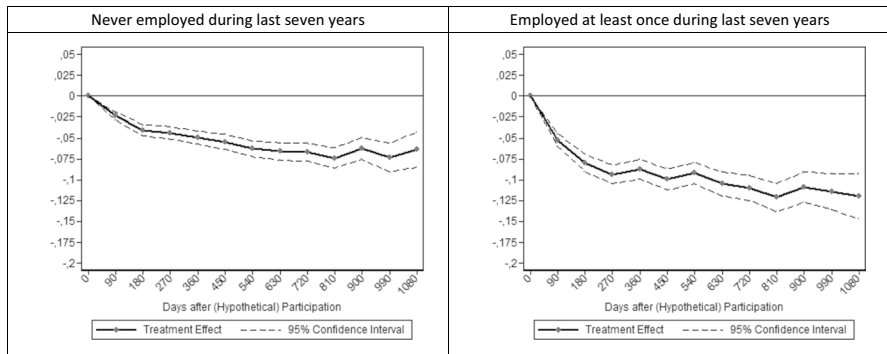 Never employed during last seven years
Employed at least once during last seven years
,05
,025
0
-,025
-,05
-,075
-,1
-,125
-,15
-,175
-,2
0 90 180 270 360 450 540 630 720 810 900 990 1080
Days after (Hypothetical) Participation
Treatment Effect 95% Confidence Interval
,05
,025
0
-,025
-,05
-,075
-,1
-,125
-,15
-,175
-,2
0 90 180 270 360 450 540 630 720 810 900 990 1080
Days after (Hypothetical) Participation
Treatment Effect 95% Confidence Interval